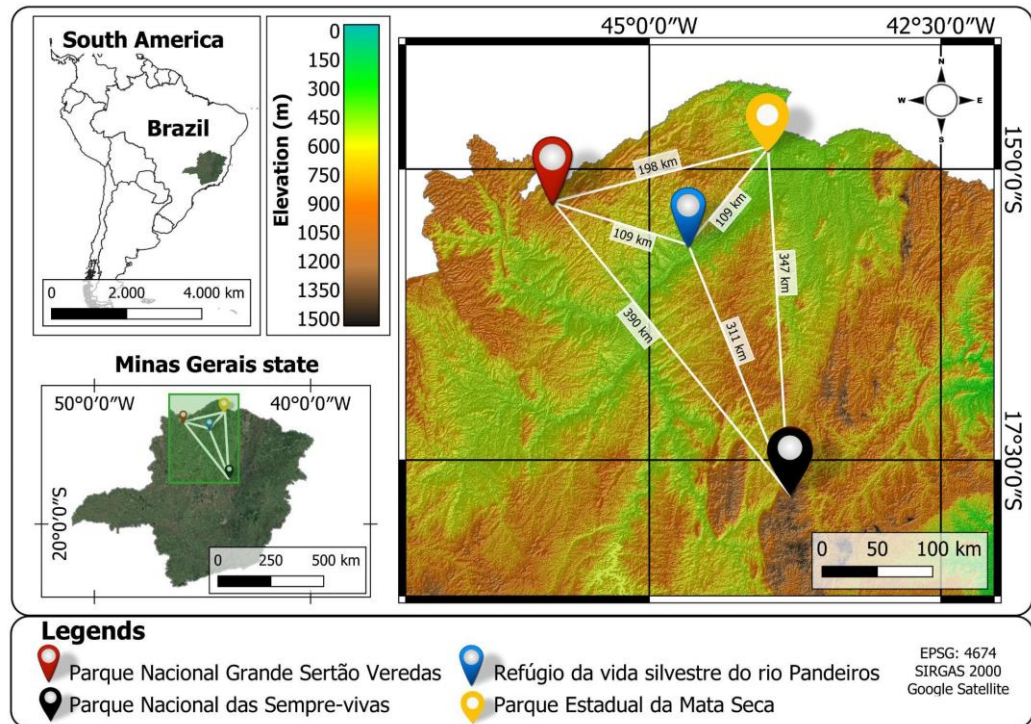 South America
Brazil
0 2.000 4.000 km
Elevation (m)
0
150
300
450
600
750
900
1050
1200
1350
1500
Minas Gerais state
50°0'0"W 40°0'0"W
20°0'0"S
0 250 500 km
45°0'0"W 42°30'0"W
15°0'0"S
17°30'0"S
N
W E
S
198 km
109 km
109 km
347 km
390 km
311 km
0 50 100 km
Legends
Parque Nacional Grande Sertão Veredas
Refúgio da vida silvestre do rio Pandeiros
Parque Nacional das Sempre-vivas
Parque Estadual da Mata Seca
EPSG: 4674
SIRGAS 2000
Google Satellite